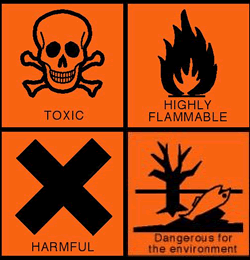 TOXIC
HIGHLY
FLAMMABLE
HARMFUL
Dangerous for
the environment